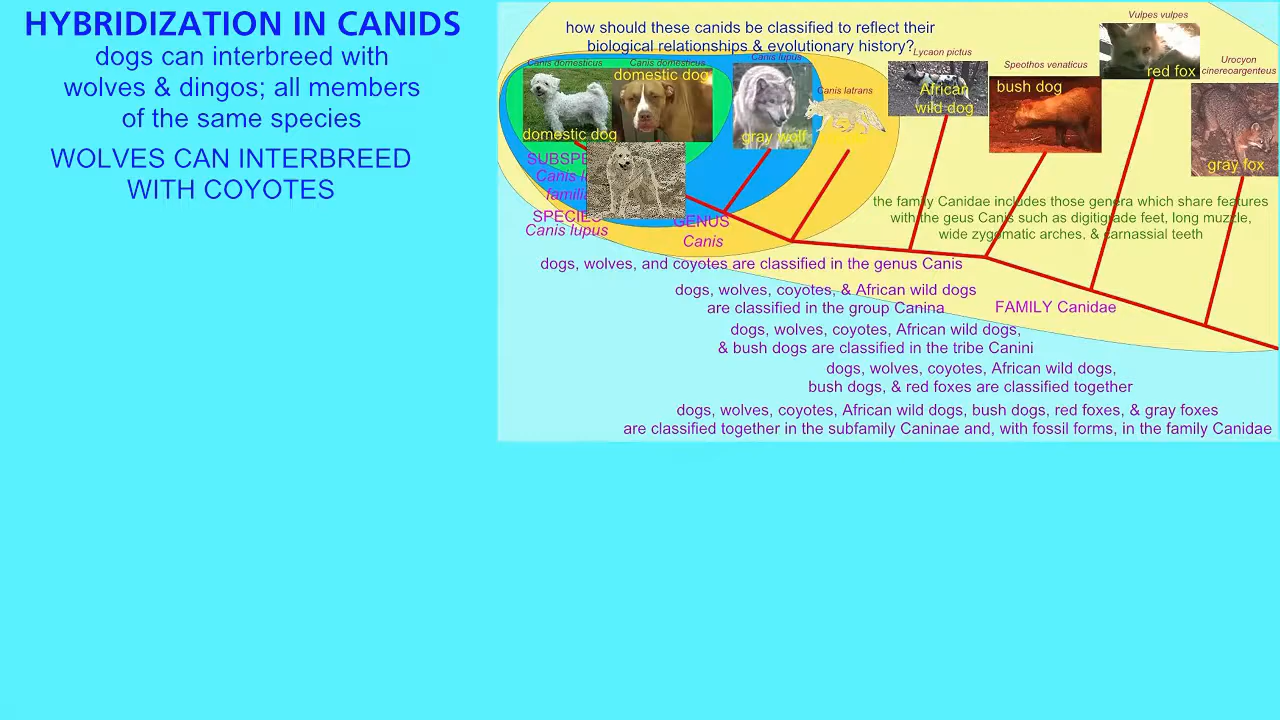 HYBRIDIZATION IN CANIDS
dogs can interbreed with
wolves & dingos; all members
of the same species
WOLVES CAN INTERBREED
WITH COYOTES
how should these canids be classified to reflect their
biological relationships & evolutionary history?
Canis domesticus
Canis domesticus
Canis lupus
Canis latrans
Lycaon pictus
Speothos venaticus
Vulpes vulpes
Urocyon
cinereoargenteus
domestic dog
domestic dog
gray wolf
African
wild dog
bush dog
red fox
gray fox
SUBSPE
Canis l
famili
SPECIES
Canis lupus
GENUS
Canis
the family Canidae includes those genera which share features
with the geus Canis such as digitigrade feet, long muzzle,
wide zygomatic arches, & carnassial teeth
dogs, wolves, and coyotes are classified in the genus Canis
dogs, wolves, coyotes, & African wild dogs
are classified in the group Canina
FAMILY Canidae
dogs, wolves, coyotes, African wild dogs,
& bush dogs are classified in the tribe Canini
dogs, wolves, coyotes, African wild dogs,
bush dogs, & red foxes are classified together
dogs, wolves, coyotes, African wild dogs, bush dogs, red foxes, & gray foxes
are classified together in the subfamily Caninae and, with fossil forms, in the family Canidae